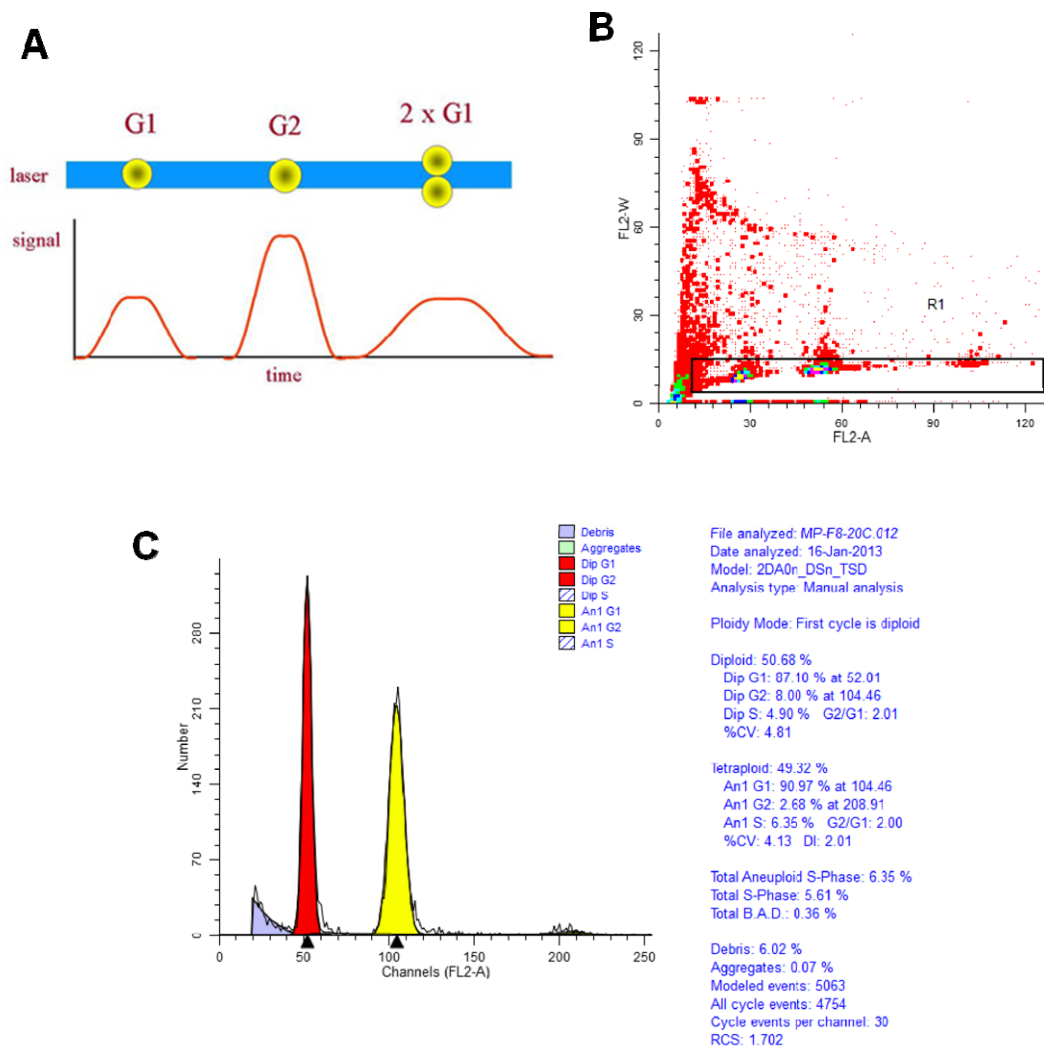 A
G1
G2
2 x G1
laser
signal
time
B
120
90
60
30
0
FL2-W
R1
0
30
60
90
120
FL2-A
C
Debris
Aggregates
Dip G1
Dip G2
Dip S
An1 G1
An1 G2
An1 S
280
210
140
70
0
Number
0
50
100
150
200
250
Channels (FL2-A)
File analyzed: MP-F8-20C.012
Date analyzed: 16-Jan-2013
Model: 2DA0n_DSn_TSD
Analysis type: Manual analysis
Ploidy Mode: First cycle is diploid
Diploid: 50.68 %
Dip G1: 87.10 % at 52.01
Dip G2: 8.00 % at 104.46
Dip S: 4.90 % G2/G1: 2.01
%CV: 4.81
Tetraploid: 49.32 %
An1 G1: 90.97 % at 104.46
An1 G2: 2.68 % at 208.91
An1 S: 6.35 % G2/G1: 2.00
%CV: 4.13 DI: 2.01
Total Aneuploid S-Phase: 6.35 %
Total S-Phase: 5.61 %
Total B.A.D.: 0.36 %
Debris: 6.02 %
Aggregates: 0.07 %
Modeled events: 5063
All cycle events: 4754
Cycle events per channel: 30
RCS: 1.702